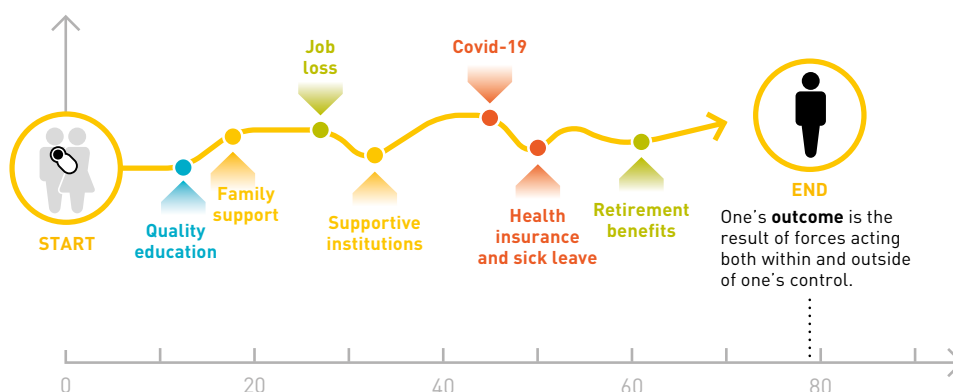 START
Quality
education
Family
support
Job
loss
Supportive
institutions
Covid-19
Health
insurance
and sick leave
Retirement
benefits
END
One’s outcome is the
result of forces acting
both within and outside
of one’s control.
0
20
40
60
80